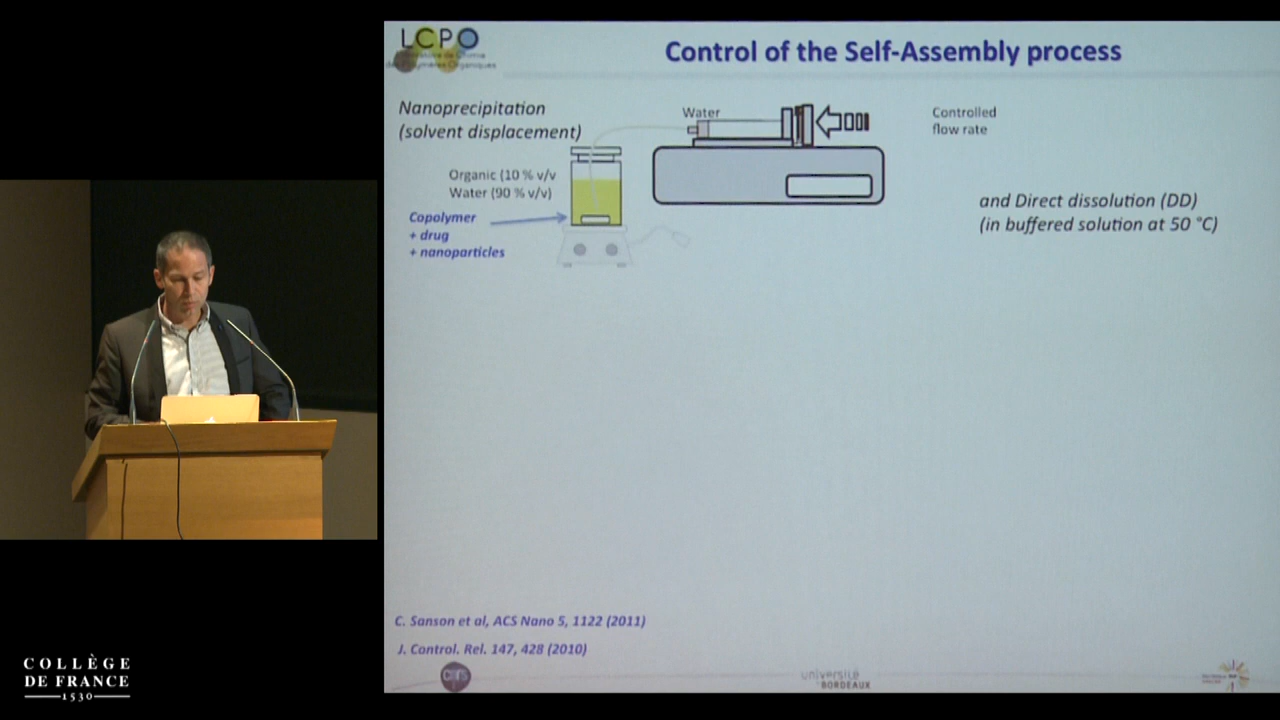 LCPO
Control of the Self-Assembly process
Nanoprecipitation
(solvent displacement)
Water
Controlled
flow rate
Organic (10 % v/v
Water (90 % v/v)
Copolymer
+ drug
+ nanoparticles
and Direct dissolution (DD)
(in buffered solution at 50 °C)
C. Sanson et al, ACS Nano 5, 1122 (2011)
J. Control. Rel. 147, 428 (2010)
cnrs
université
BORDEAUX
COLLÈGE
DE FRANCE
1530